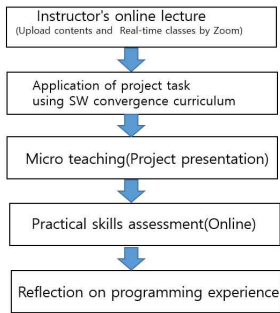 Instructor's online lecture
(Upload contents and Real-time classes by Zoom)
Application of project task
using SW convergence curriculum
Micro teaching(Project presentation)
Practical skills assessment(Online)
Reflection on programming experience